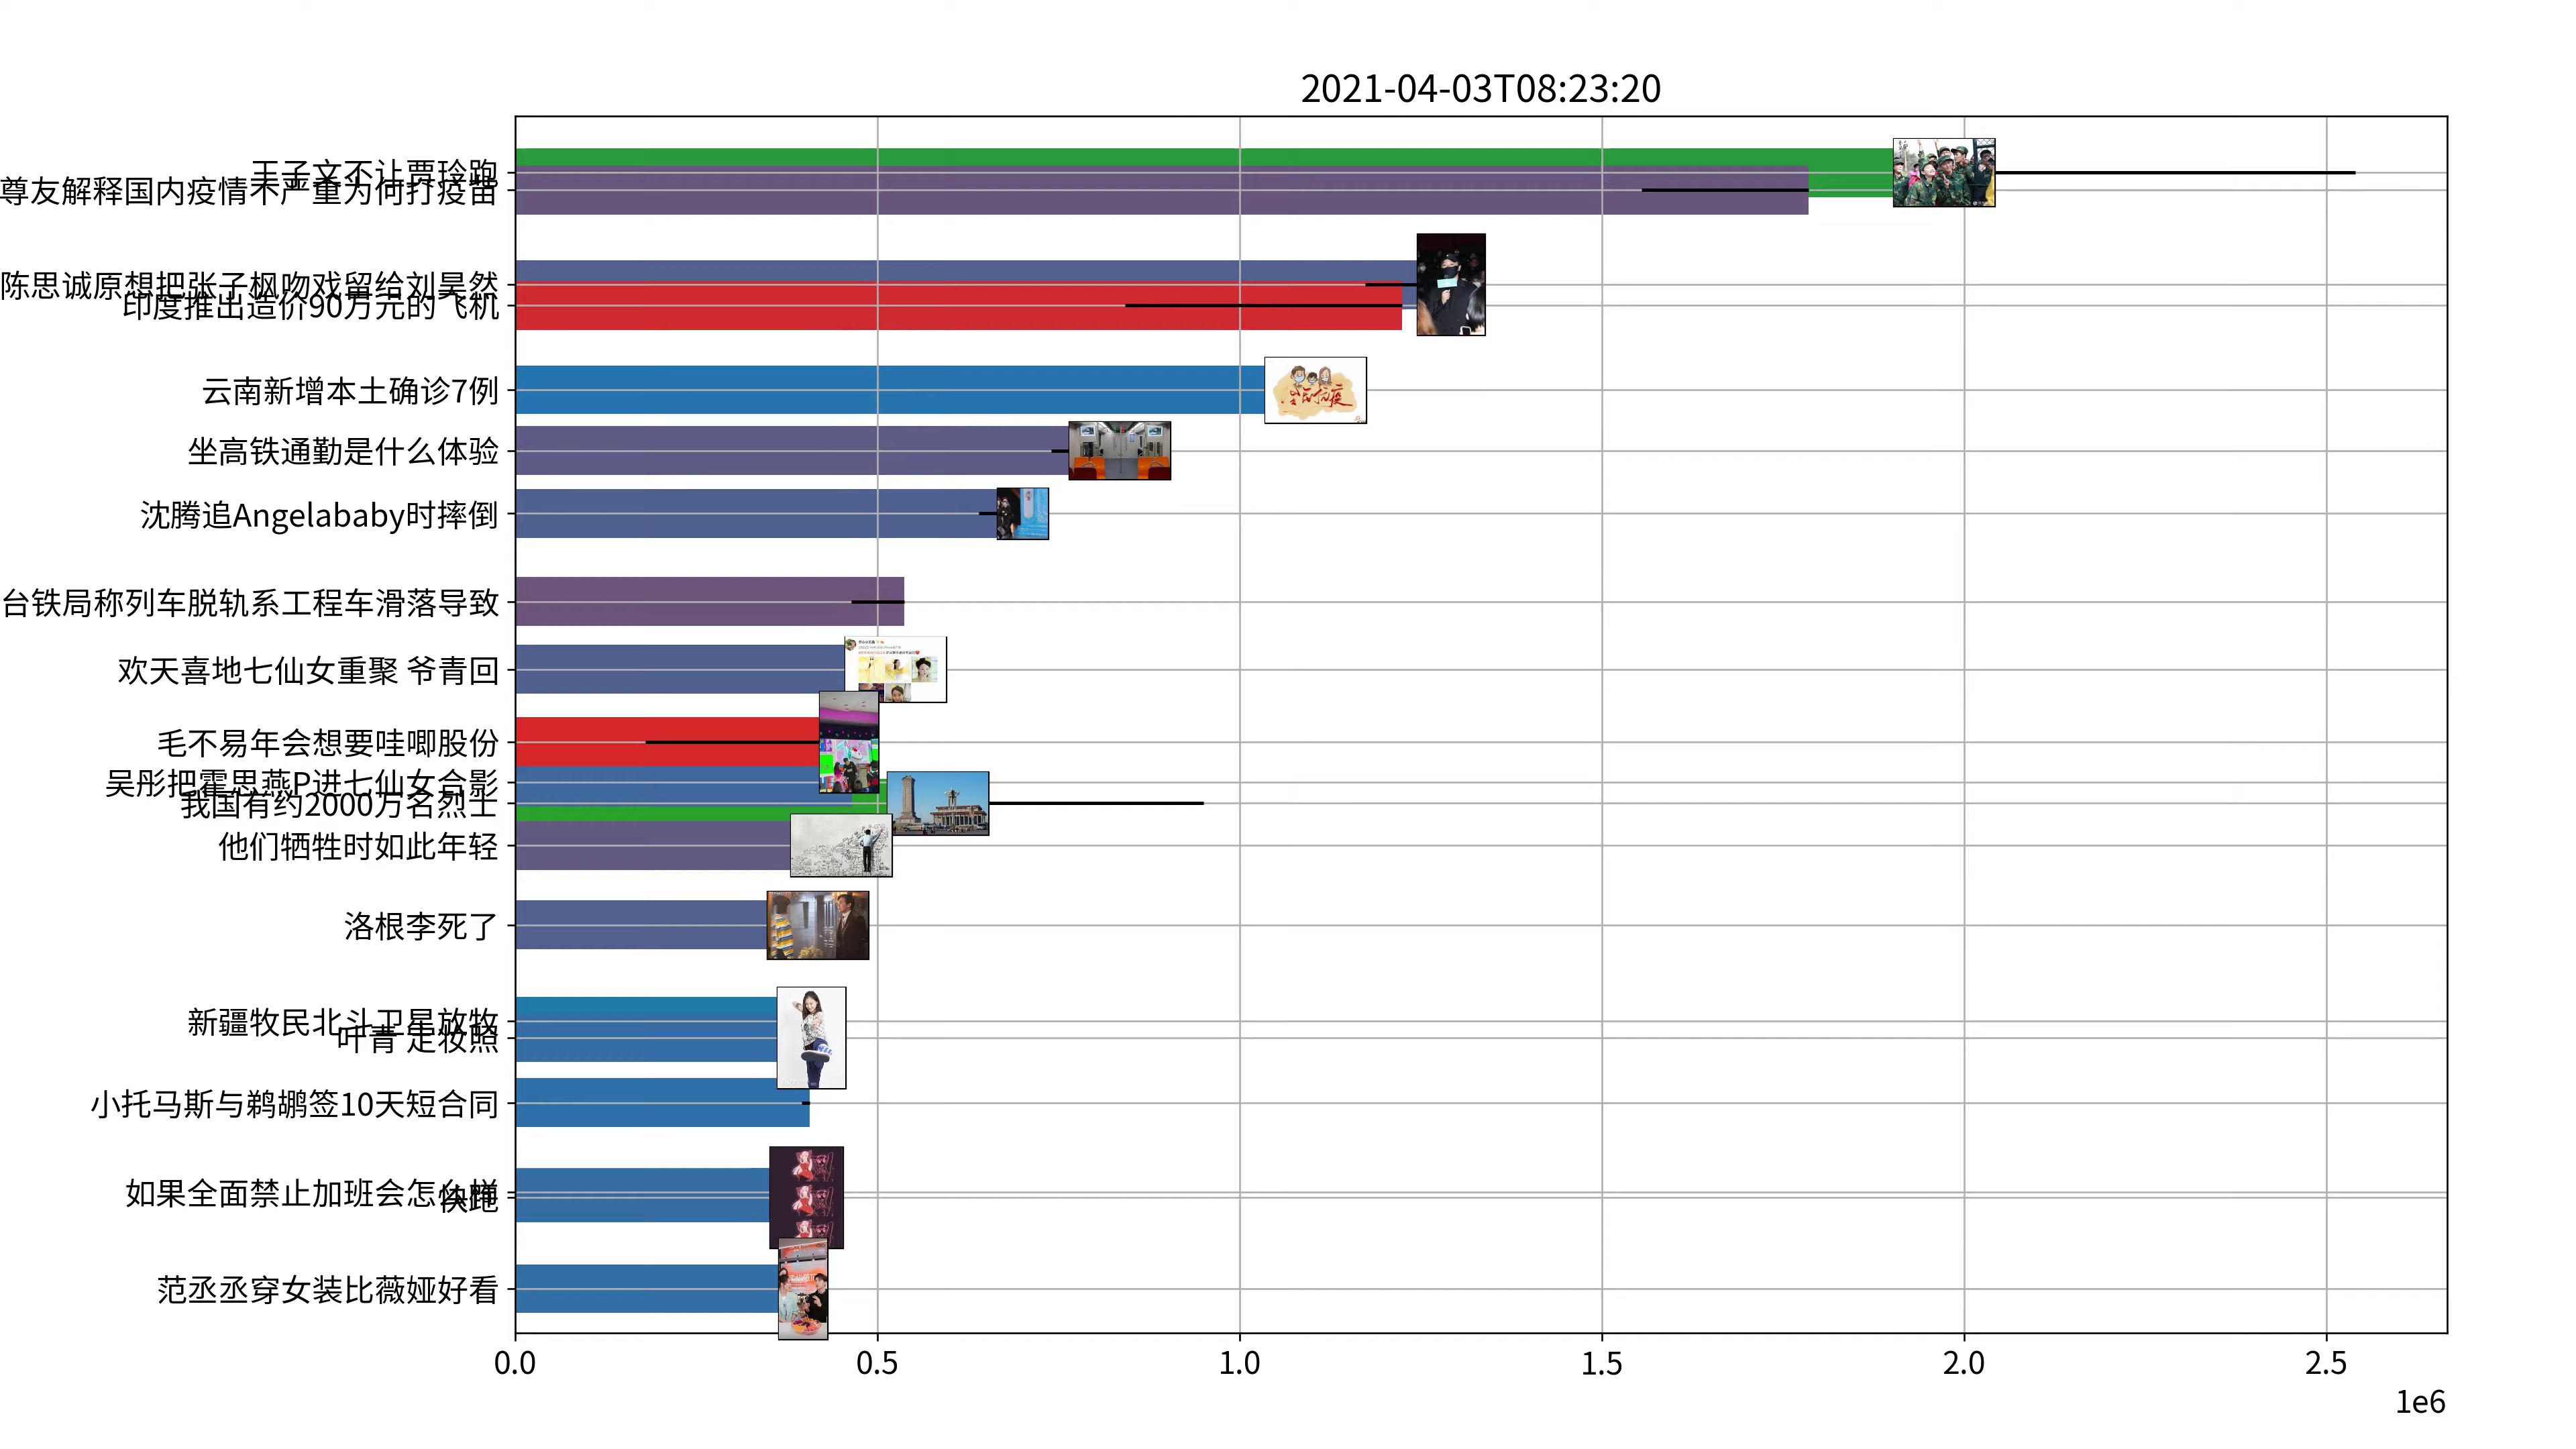 2021-04-03T08:23:20
王子文不让贾玲跑
尊友解释国内疫情不严重为何打疫苗
陈思诚原想把张子枫吻戏留给刘昊然
印度推出造价90万元的飞机
云南新增本土确诊7例
坐高铁通勤是什么体验
沈腾追Angelababy时摔倒
台铁局称列车脱轨系工程车滑落导致
欢天喜地七仙女重聚 爷青回
毛不易年会想要哇唧股份
吴彤把霍思燕P进七仙女合影
我国有约2000万名烈士
他们牺牲时如此年轻
洛根李死了
新疆牧民北斗卫星放牧
叶青 定妆照
小托马斯与鹈鹕签10天短合同
如果全面禁止加班会怎么样
快跑
范丞丞穿女装比薇娅好看
0.0 0.5 1.0 1.5 2.0 2.5
1e6